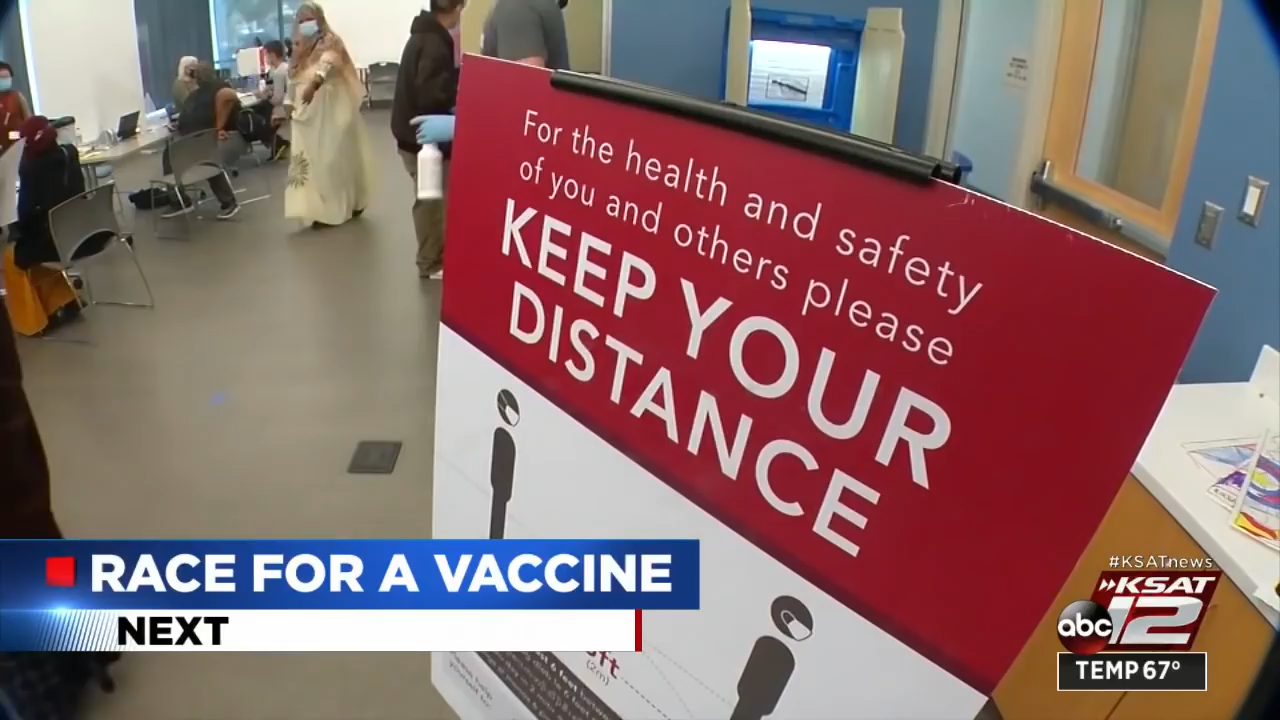 For the health and safety
of you and others please
KEEP YOUR
DISTANCE
ft
(2m)
RACE FOR A VACCINE
NEXT
#KSATnews
KSAT
abc 12
TEMP 67°